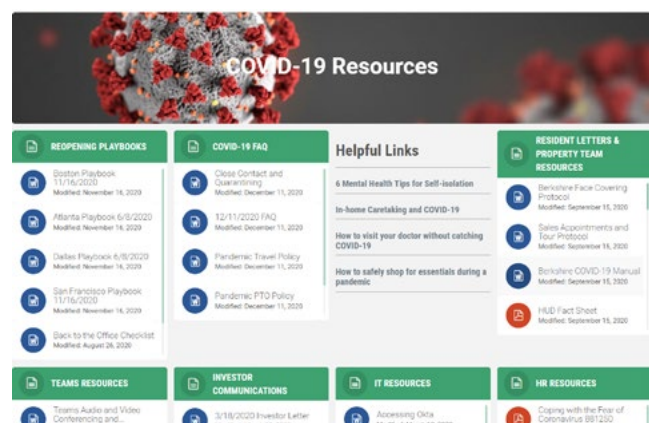 COVID-19 Resources
REOPENING PLAYBOOKS
Boston Playbook
11/16/2020
Modified: November 16, 2020
Atlanta Playbook 6/8/2020
Modified: November 16, 2020
Dallas Playbook 6/8/2020
Modified: November 16, 2020
San Francisco Playbook
11/16/2020
Modified: November 16, 2020
Back to the Office Checklist
Modified: August 26, 2020
COVID-19 FAQ
Close Contact and
Quarantining
Modified: December 11, 2020
12/11/2020 FAQ
Modified: December 11, 2020
Pandemic Travel Policy
Modified: December 11, 2020
Pandemic PTO Policy
Modified: December 11, 2020
Helpful Links
6 Mental Health Tips for Self-isolation
In-home Caretaking and COVID-19
How to visit your doctor without catching
COVID-19
How to safely shop for essentials during a
pandemic
RESIDENT LETTERS &
PROPERTY TEAM
RESOURCES
Berkshire Face Covering
Protocol
Modified: September 15, 2020
Sales Appointments and
Tour Protocol
Modified: September 15, 2020
Berkshire COVID-19 Manual
Modified: September 15, 2020
HUD Fact Sheet
Modified: September 15, 2020
TEAMS RESOURCES
Teams Audio and Video
Conferencing and...
INVESTOR
COMMUNICATIONS
3/18/2020 Investor Letter
IT RESOURCES
Accessing Okta
HR RESOURCES
Coping with the Fear of
Coronavirus 881250